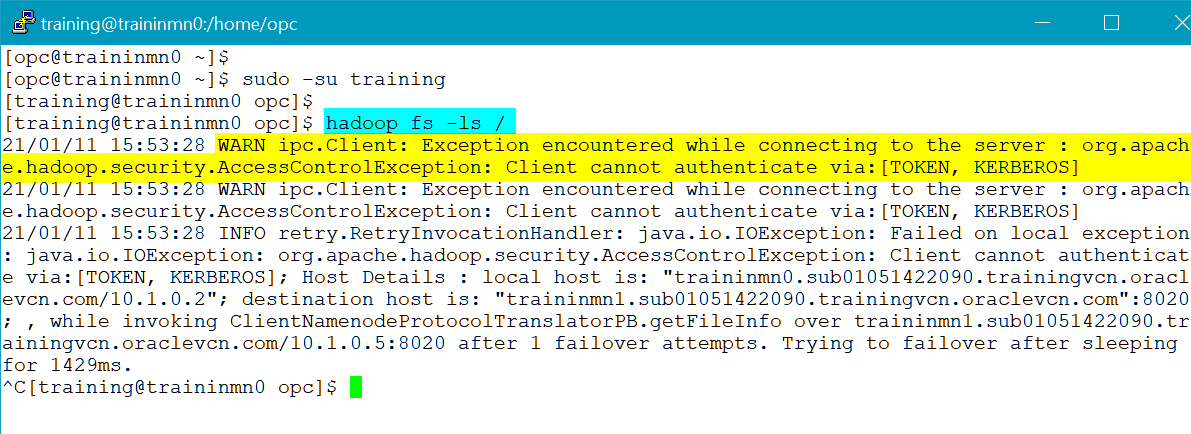 training@traininmn0:/home/opc
[opc@traininmn0 ~]$
[opc@traininmn0 ~]$ sudo -su training
[training@traininmn0 opc]$
[training@traininmn0 opc]$ hadoop fs -ls /
21/01/11 15:53:28 WARN ipc.Client: Exception encountered while connecting to the server : org.apach
e.hadoop.security.AccessControlException: Client cannot authenticate via:[TOKEN, KERBEROS]
21/01/11 15:53:28 WARN ipc.Client: Exception encountered while connecting to the server : org.apach
e.hadoop.security.AccessControlException: Client cannot authenticate via:[TOKEN, KERBEROS]
21/01/11 15:53:28 INFO retry.RetryInvocationHandler: java.io.IOException: Failed on local exception
: java.io.IOException: org.apache.hadoop.security.AccessControlException: Client cannot authenticat
e via:[TOKEN, KERBEROS]; Host Details : local host is: "traininmn0.sub01051422090.trainingvcn.oracl
evcn.com/10.1.0.2"; destination host is: "traininmn1.sub01051422090.trainingvcn.oraclevcn.com":8020
; , while invoking ClientNamenodeProtocolTranslatorPB.getFileInfo over traininmn1.sub01051422090.tr
ainingvcn.oraclevcn.com/10.1.0.5:8020 after 1 failover attempts. Trying to failover after sleeping
for 1429ms.
^C[training@traininmn0 opc]$